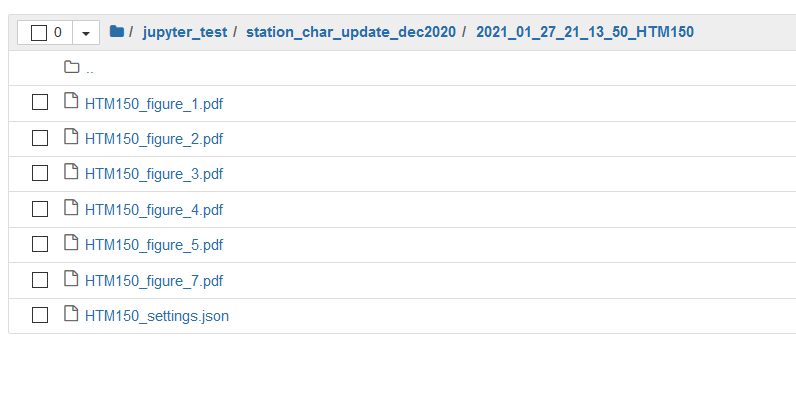 0 / jupyter_test / station_char_update_dec2020 / 2021_01_27_21_13_50_HTM150
..
HTM150_figure_1.pdf
HTM150_figure_2.pdf
HTM150_figure_3.pdf
HTM150_figure_4.pdf
HTM150_figure_5.pdf
HTM150_figure_7.pdf
HTM150_settings.json